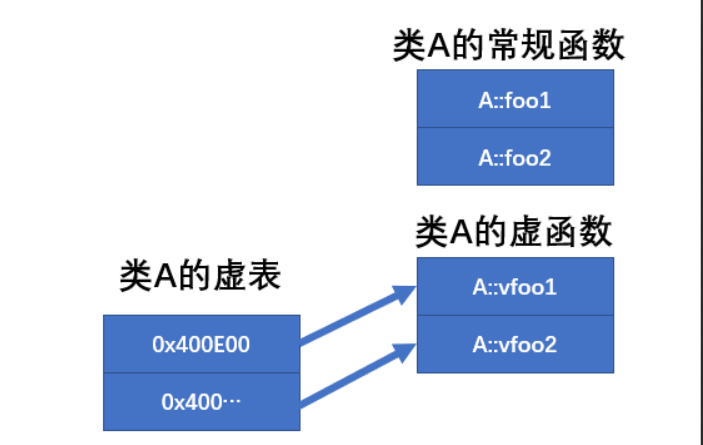 类A的常规函数
A::foo1
A::foo2
类A的虚函数
A::vfoo1
A::vfoo2
类A的虚表
0x400E00
0x400···